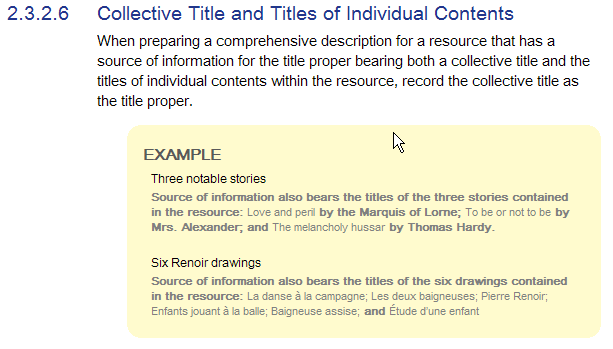 2.3.2.6 Collective Title and Titles of Individual Contents
When preparing a comprehensive description for a resource that has a
source of information for the title proper bearing both a collective title and the
titles of individual contents within the resource, record the collective title as
the title proper.
EXAMPLE
Three notable stories
Source of information also bears the titles of the three stories contained
in the resource: Love and peril by the Marquis of Lorne; To be or not to be by
Mrs. Alexander; and The melancholy hussar by Thomas Hardy.
Six Renoir drawings
Source of information also bears the titles of the six drawings contained
in the resource: La danse à la campagne; Les deux baigneuses; Pierre Renoir;
Enfants jouant à la balle; Baigneuse assise; and Étude d'une enfant